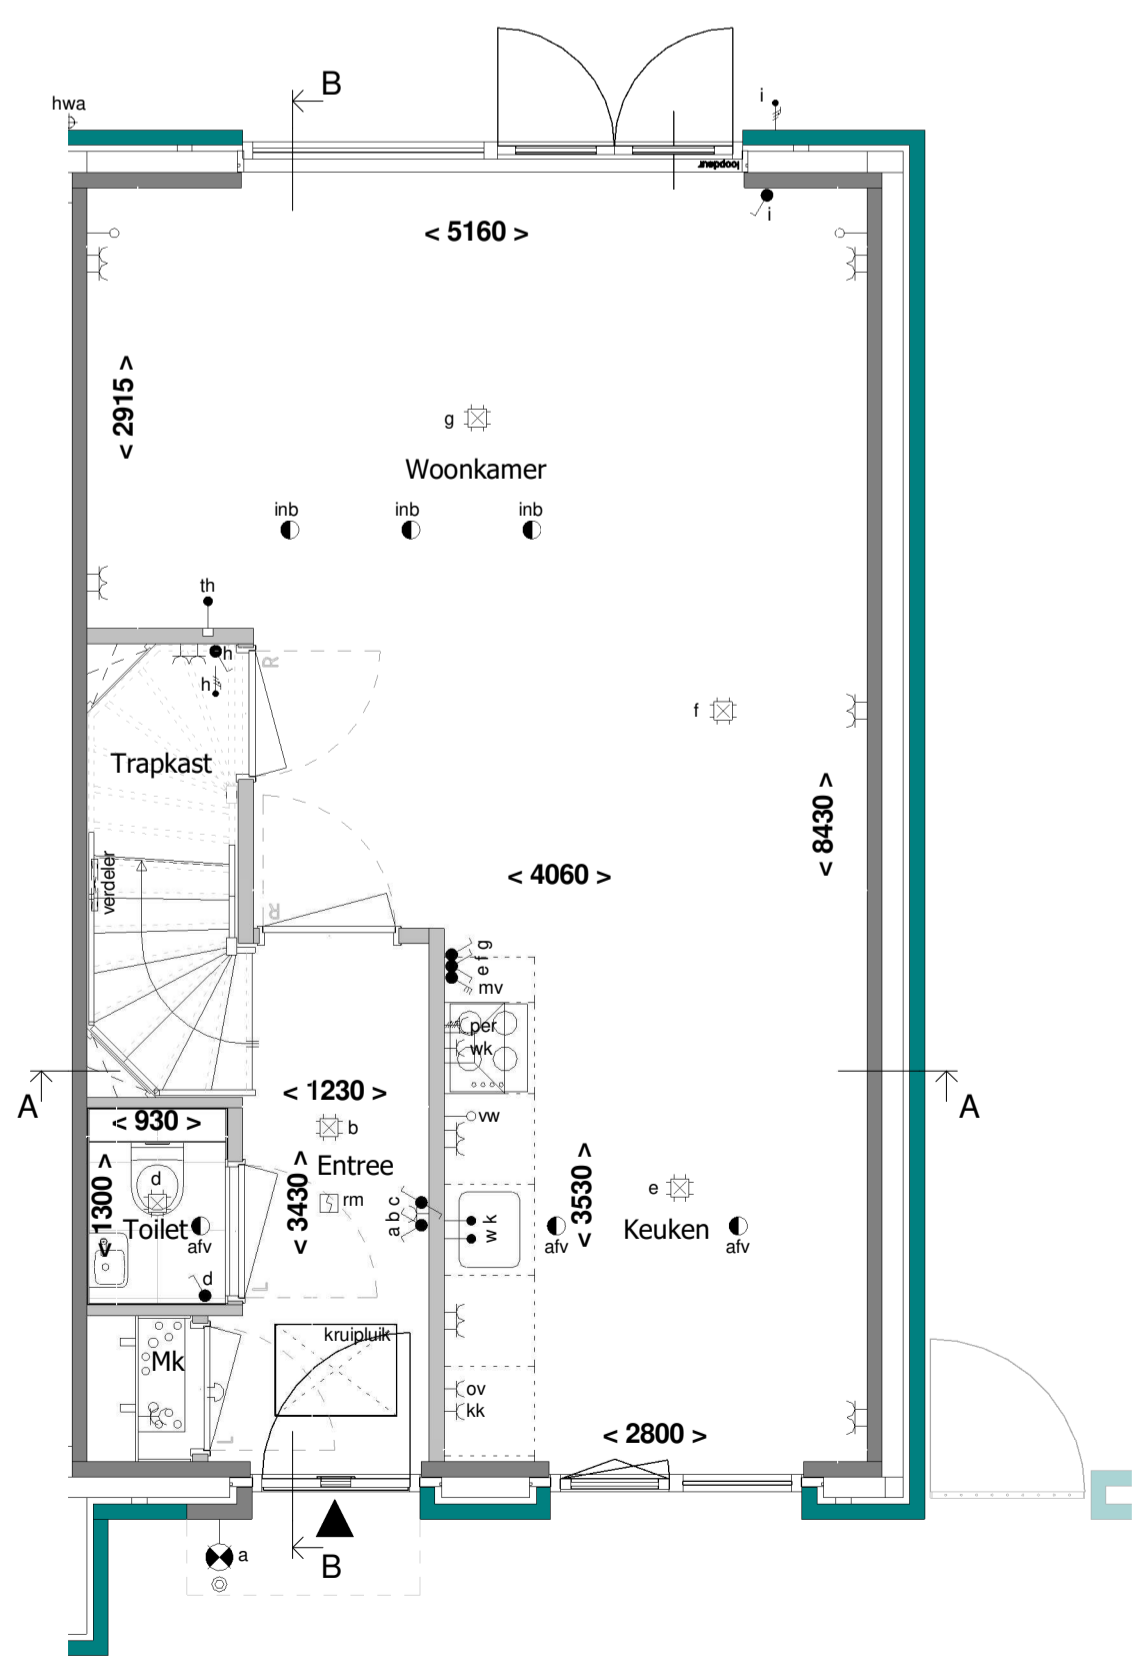 B
hwa
i
loopdeur
i
< 5160 >
< 2915 >
g
Woonkamer
inb
inb
inb
th
h
R
h
f
Trapkast
< 8430 >
verdeler
< 4060 >
R
e f g
mv
per
wk
A
A
< 930 >
< 1230 >
b
vw
Entree
< 1300 >
d
< 3430 >
rm
a b c
w k
< 3530 >
e
Toilet
afv
afv
Keuken
afv
d
L
kruipluik
Mk
ov
kk
L
< 2800 >
a
B